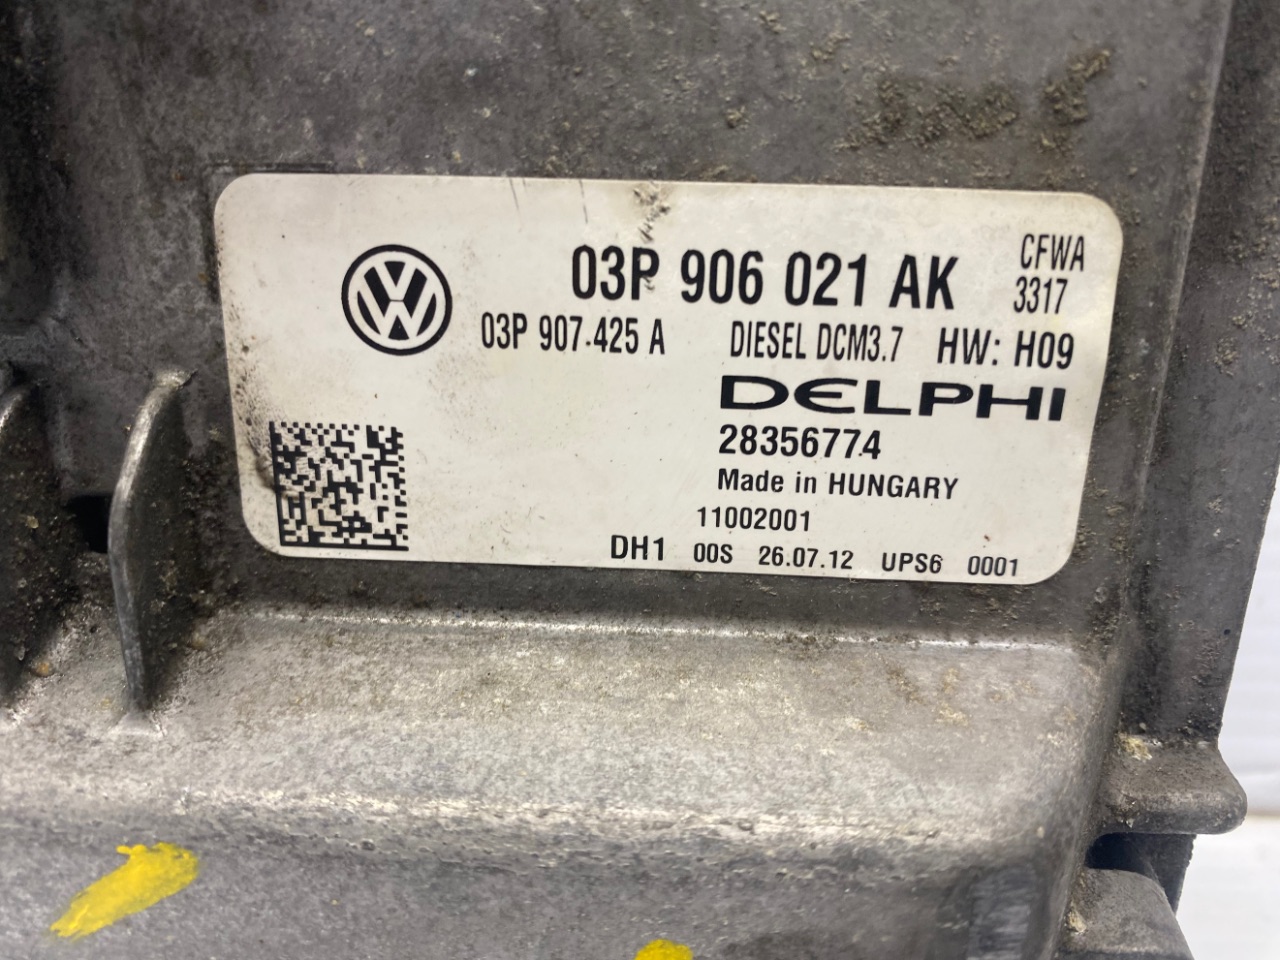 03P 906 021 AK
CFWA
3317
03P 907.425 A DIESEL DCM3.7 HW: H09
DELPHI
28356774
Made in HUNGARY
11002001
DH1 00S 26.07.12 UPS6 0001